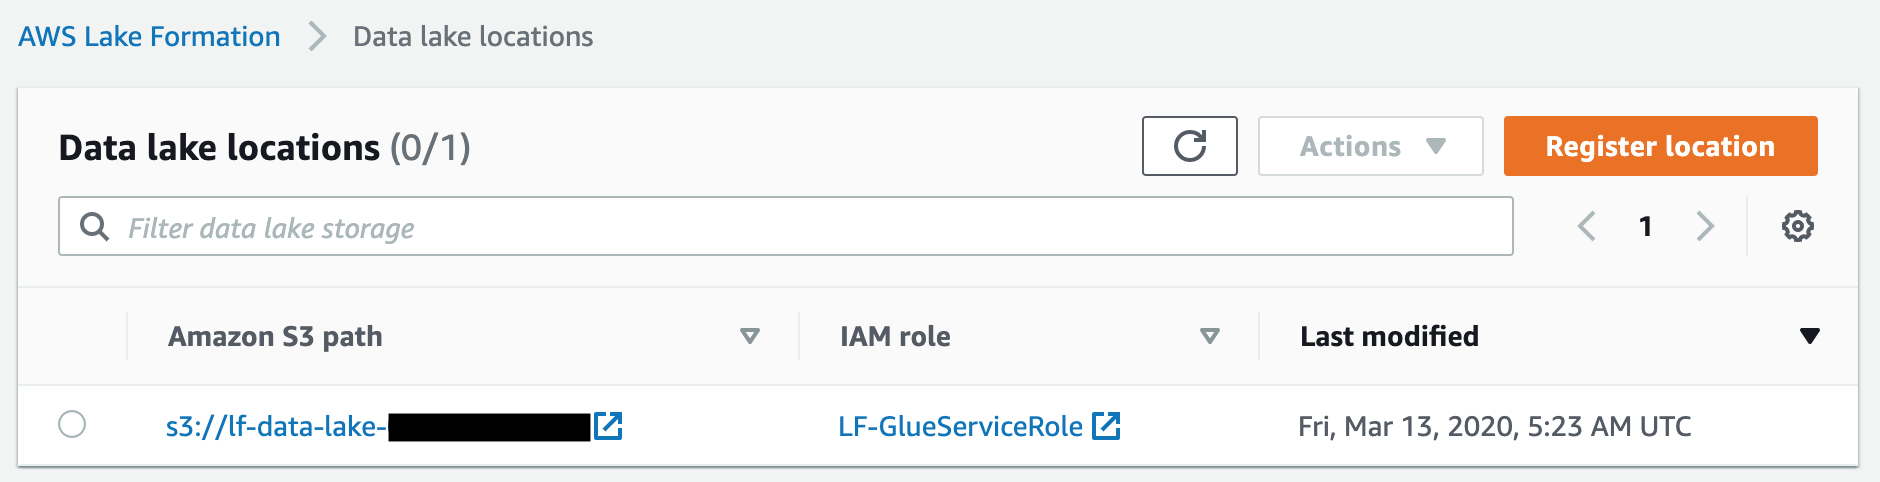 AWS Lake Formation > Data lake locations
Data lake locations (0/1)
Actions
Register location
Filter data lake storage
1
Amazon S3 path
IAM role
Last modified
s3://lf-data-lake-
LF-GlueServiceRole
Fri, Mar 13, 2020, 5:23 AM UTC